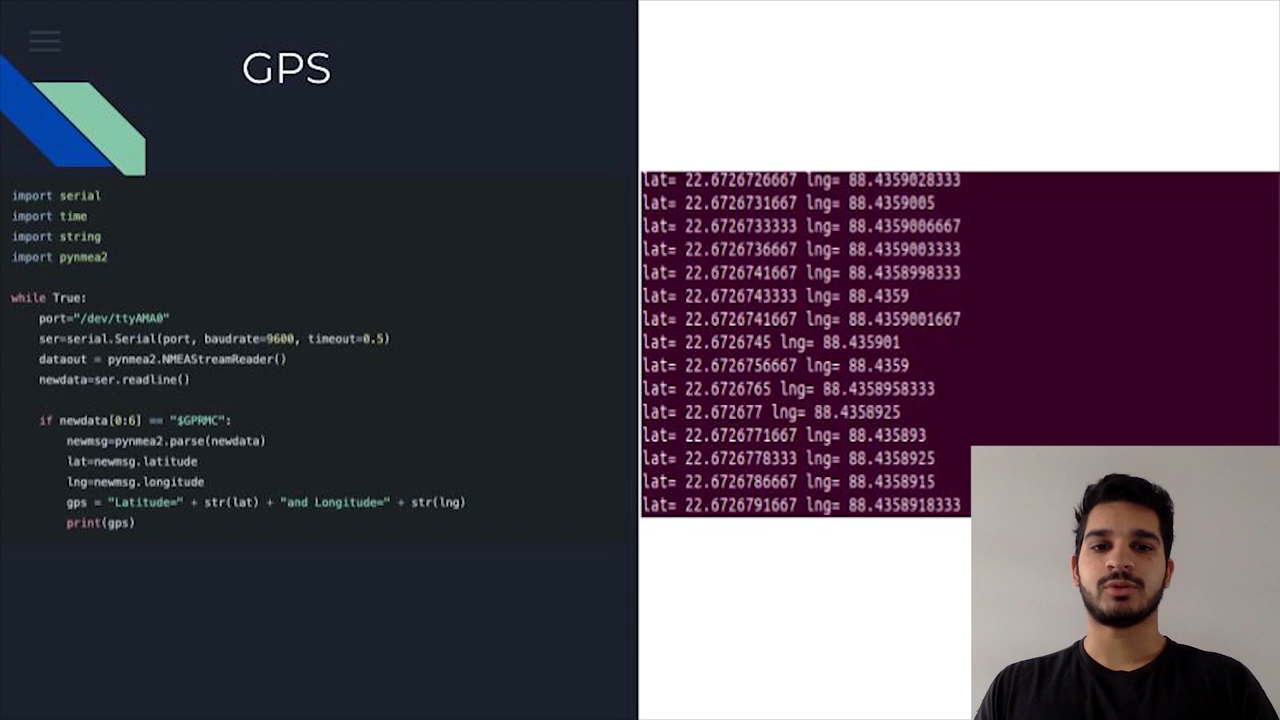 GPS
import serial
import time
import string
import pynmea2
while True:
port="/dev/ttyAMA0"
ser=serial.Serial(port, baudrate=9600, timeout=0.5)
dataout = pynmea2.NMEAStreamReader()
newdata=ser.readline()
if newdata[0:6] == "$GPRMC":
newmsg=pynmea2.parse(newdata)
lat=newmsg.latitude
lng=newmsg.longitude
gps = "Latitude=" + str(lat) + "and Longitude=" + str(lng)
print(gps)
lat= 22.6726726667 lng= 88.4359028333
lat= 22.6726731667 lng= 88.4359005
lat= 22.6726733333 lng= 88.4359006667
lat= 22.6726736667 lng= 88.4359003333
lat= 22.6726741667 lng= 88.4358998333
lat= 22.6726743333 lng= 88.4359
lat= 22.6726741667 lng= 88.4359001667
lat= 22.6726745 lng= 88.435901
lat= 22.6726756667 lng= 88.4359
lat= 22.6726765 lng= 88.4358958333
lat= 22.672677 lng= 88.4358925
lat= 22.6726771667 lng= 88.435893
lat= 22.6726778333 lng= 88.4358925
lat= 22.6726786667 lng= 88.4358915
lat= 22.6726791667 lng= 88.4358918333